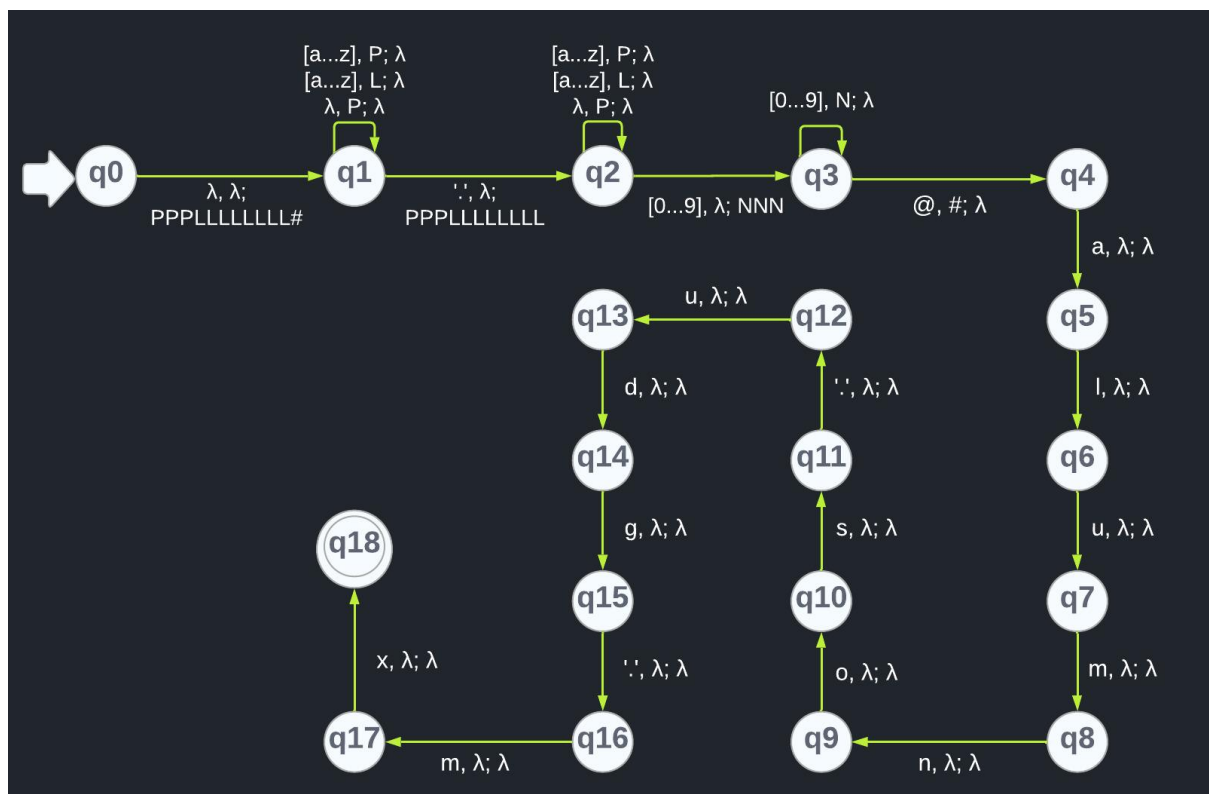 [a...z], P; λ
[a...z], L; λ
λ, P; λ
[a...z], P; λ
[a...z], L; λ
λ, P; λ
[0...9], N; λ
q0
q1
q2
q3
q4
λ, λ;
PPPLLLLLLLL#
'.', λ;
PPPLLLLLLLL
[0...9], λ; NNN
@, #; λ
a, λ; λ
q13
u, λ; λ
q12
q5
d, λ; λ
'.', λ; λ
l, λ; λ
q14
q11
q6
g, λ; λ
s, λ; λ
u, λ; λ
q18
q15
q10
q7
x, λ; λ
'.', λ; λ
o, λ; λ
m, λ; λ
q17
q16
q9
q8
m, λ; λ
n, λ; λ